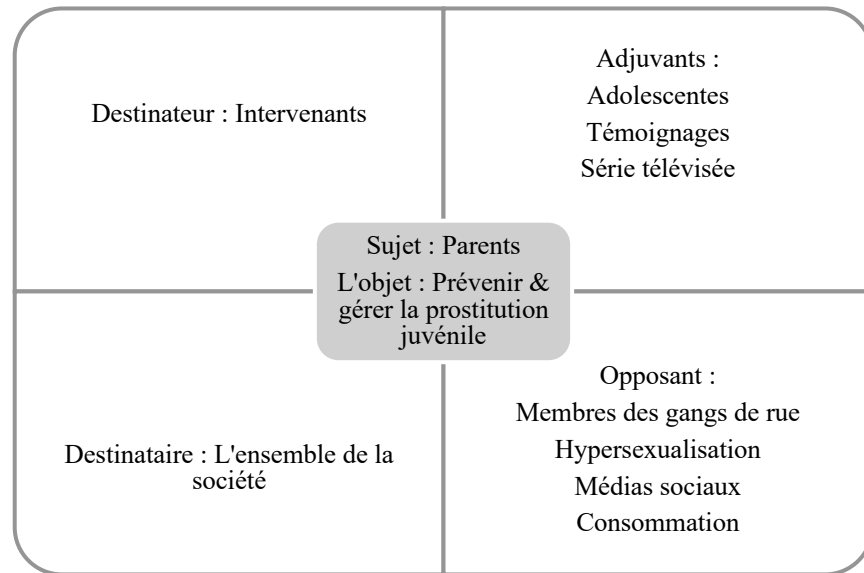 Destinateur : Intervenants
Adjuvants :
Adolescentes
Témoignages
Série télévisée
Sujet : Parents
L'objet : Prévenir &
gérer la prostitution
juvénile
Destinataire : L'ensemble de la
société
Opposant :
Membres des gangs de rue
Hypersexualisation
Médias sociaux
Consommation